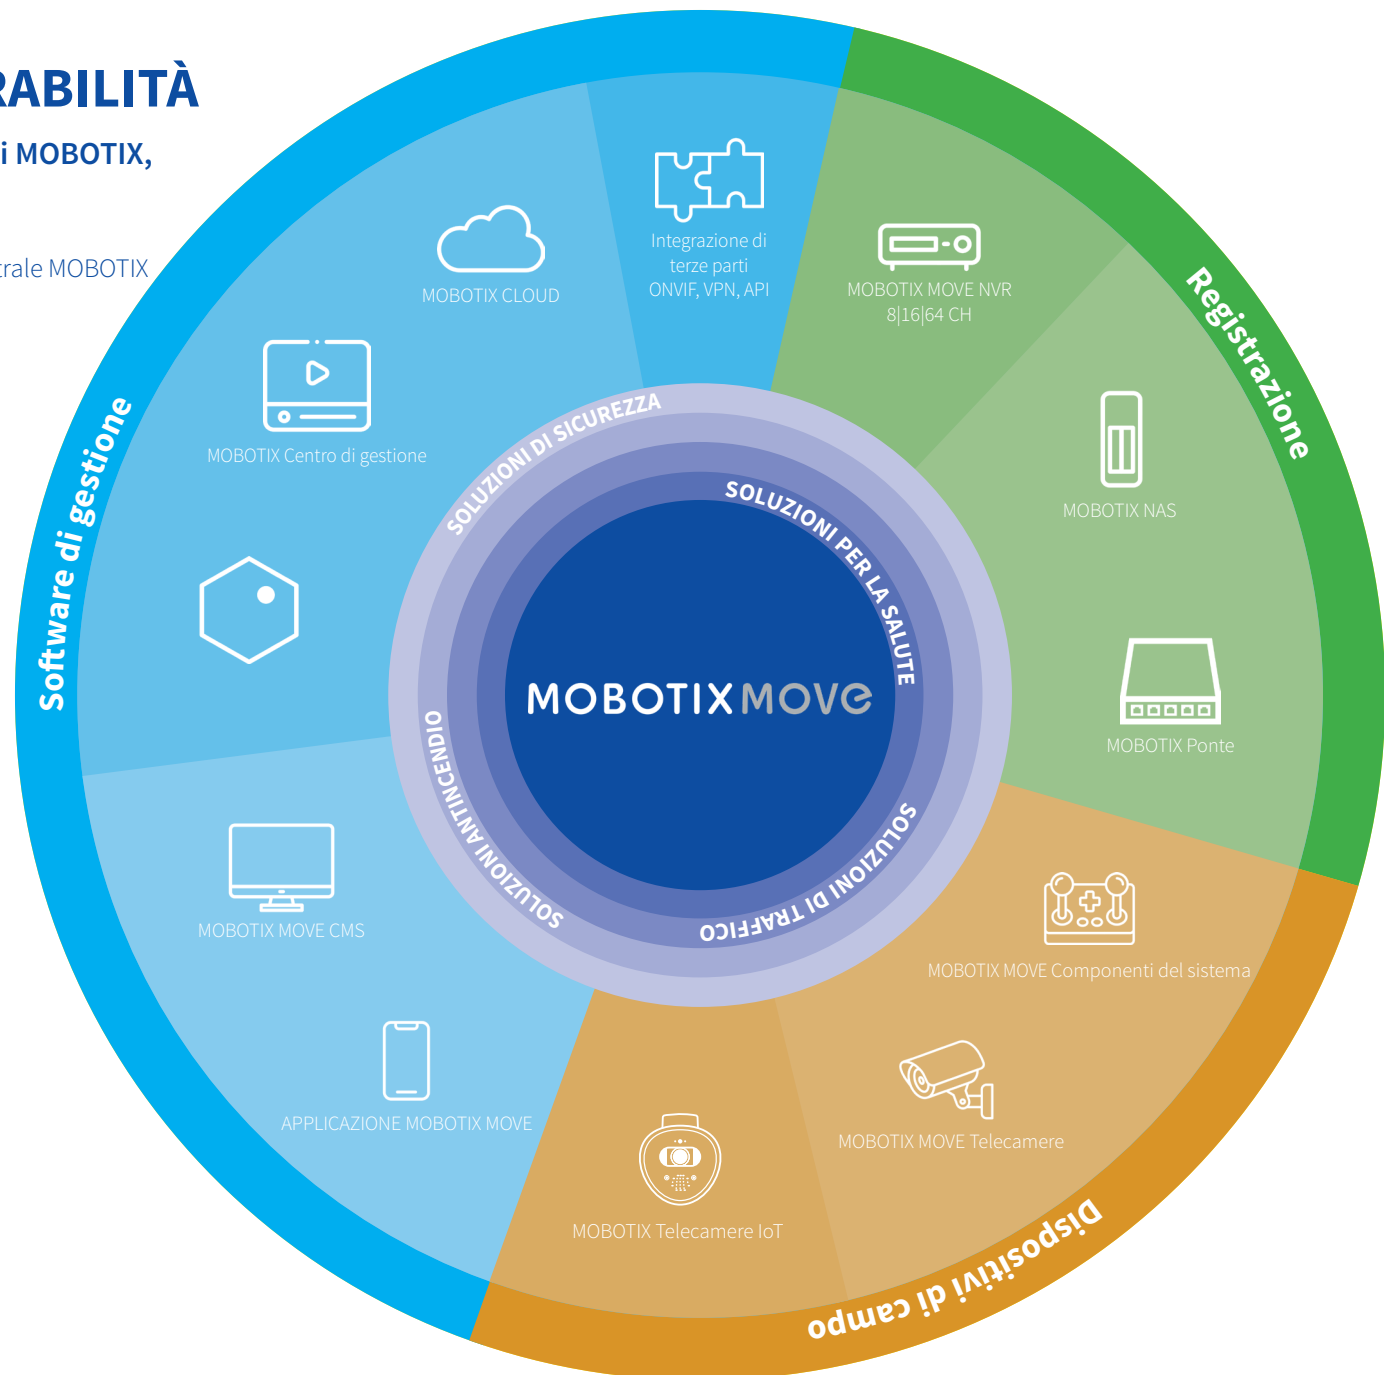 RABILITÀ
i MOBOTIX,
trale MOBOTIX
Software di gestione
Registrazione
Dispositivi di campo
Integrazione di
terze parti
ONVIF, VPN, API
MOBOTIX CLOUD
MOBOTIX MOVE NVR
8|16|64 CH
MOBOTIX Centro di gestione
MOBOTIX NAS
MOBOTIX Ponte
MOBOTIX MOVE CMS
MOBOTIX MOVE Componenti del sistema
APPLICAZIONE MOBOTIX MOVE
MOBOTIX MOVE Telecamere
MOBOTIX Telecamere IoT
SOLUZIONI DI SICUREZZA
SOLUZIONI PER LA SALUTE
SOLUZIONI ANTINCENDIO
SOLUZIONI DI TRAFFICO
MOBOTIX MOVE